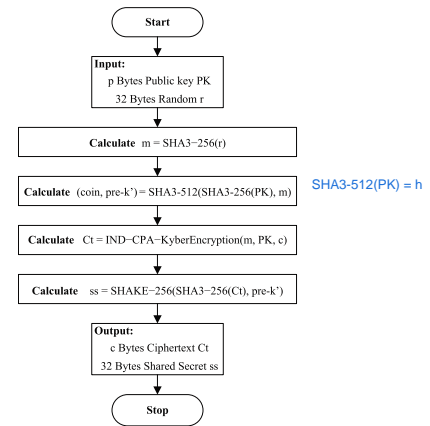 Start
Input:
p Bytes Public key PK
32 Bytes Random r
Calculate m = SHA3−256(r)
Calculate (coin, pre-k') = SHA3-512(SHA3-256(PK), m)
SHA3-512(PK) = h
Calculate Ct = IND−CPA−KyberEncryption(m, PK, c)
Calculate ss = SHAKE−256(SHA3−256(Ct), pre-k')
Output:
c Bytes Ciphertext Ct
32 Bytes Shared Secret ss
Stop